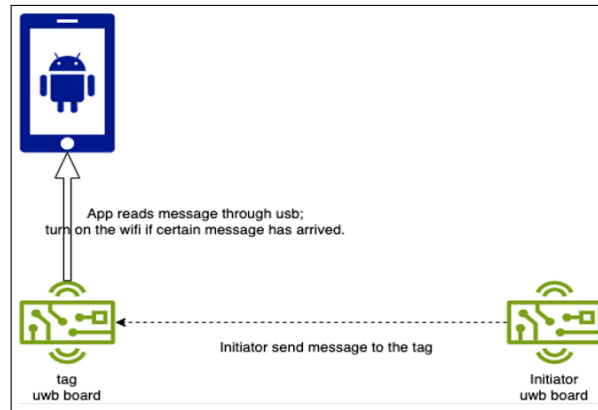 App reads message through usb;
turn on the wifi if certain message has arrived.
Initiator send message to the tag
tag
uwb board
Initiator
uwb board